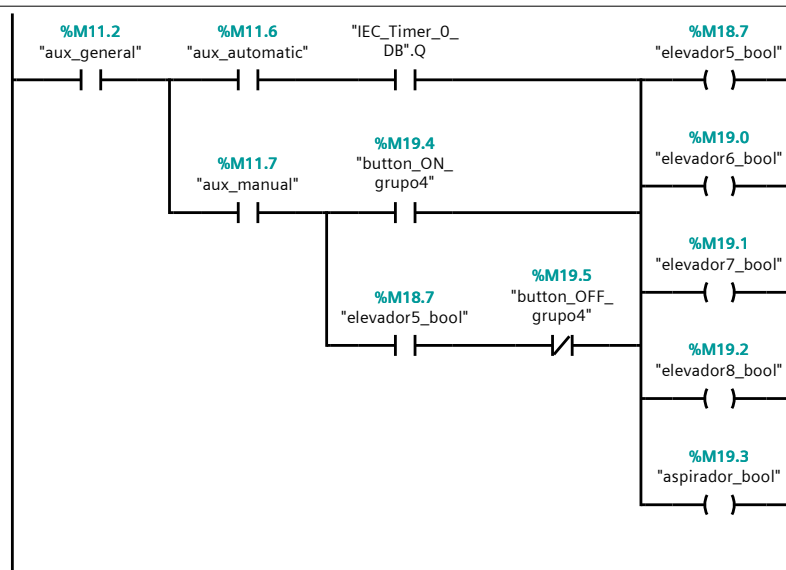 %M11.2
"aux_general"
%M11.6
"aux_automatic"
"IEC_Timer_0_
DB".Q
%M18.7
"elevador5_bool"
%M19.0
"elevador6_bool"
%M11.7
"aux_manual"
%M19.4
"button_ON_
grupo4"
%M19.1
"elevador7_bool"
%M18.7
"elevador5_bool"
%M19.5
"button_OFF_
grupo4"
%M19.2
"elevador8_bool"
%M19.3
"aspirador_bool"